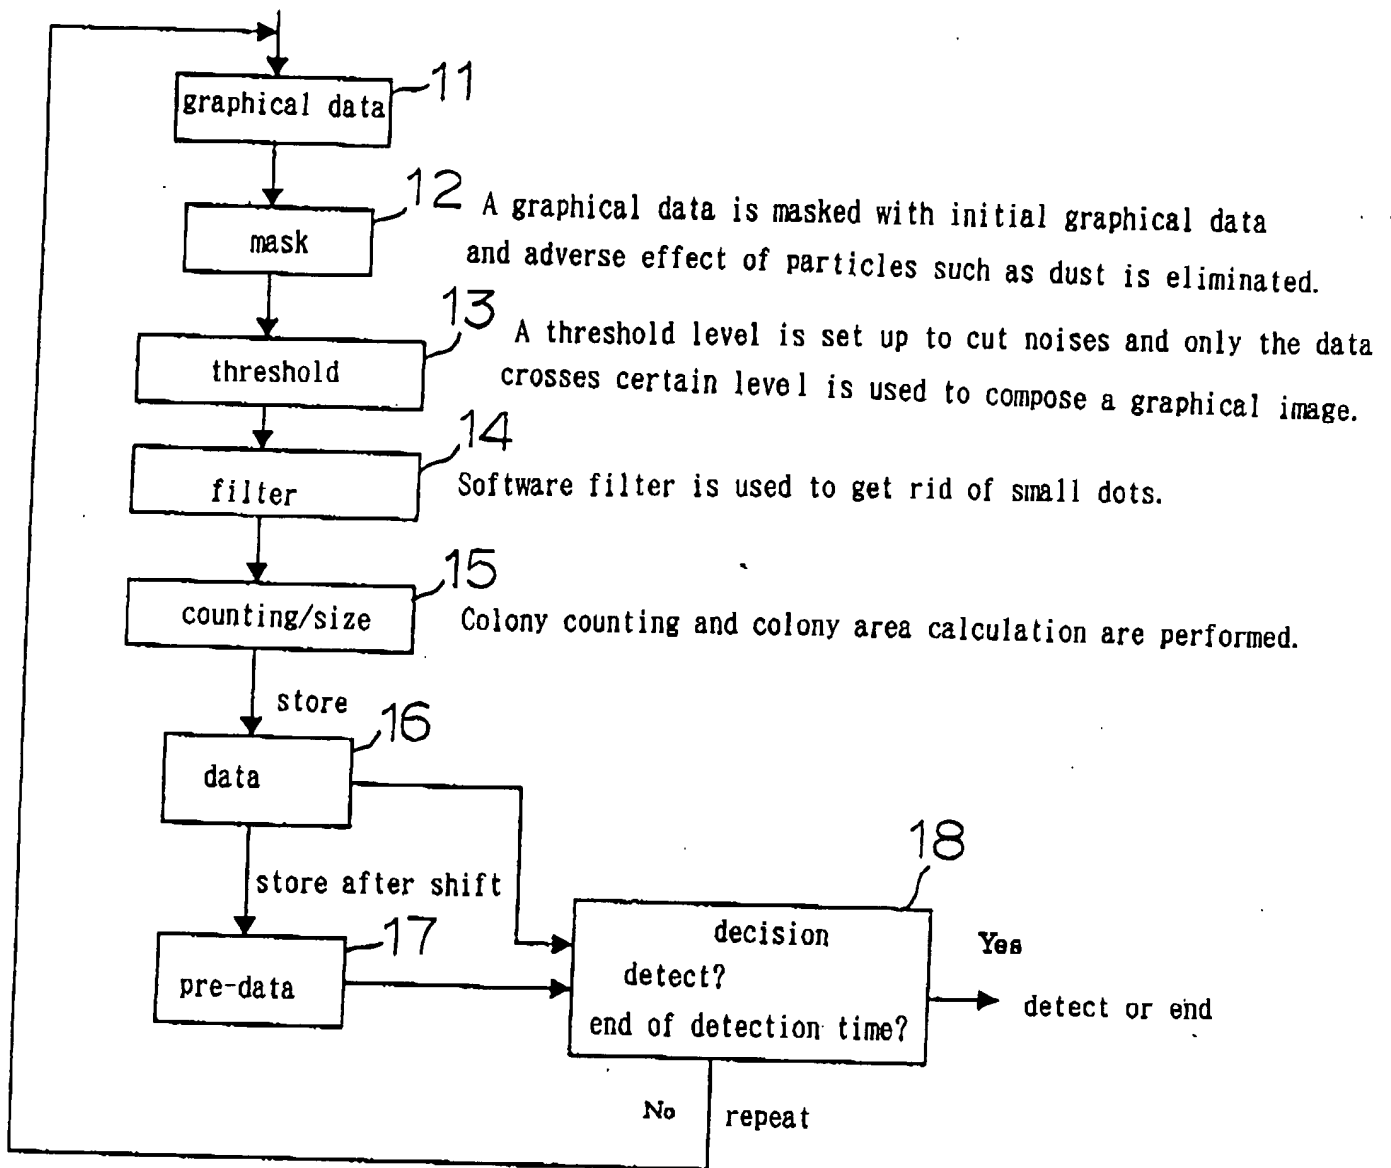 11
graphical data
12
A graphical data is masked with initial graphical data
mask
and adverse effect of particles such as dust is eliminated.
13
A threshold level is set up to cut noises and only the data
threshold
crosses certain level is used to compose a graphical image.
14
filter
Software filter is used to get rid of small dots.
15
counting/size
Colony counting and colony area calculation are performed.
store
16
data
18
store after shift
17
decision
Yes
detect?
pre-data
detect or end
end of detection time?
No
repeat